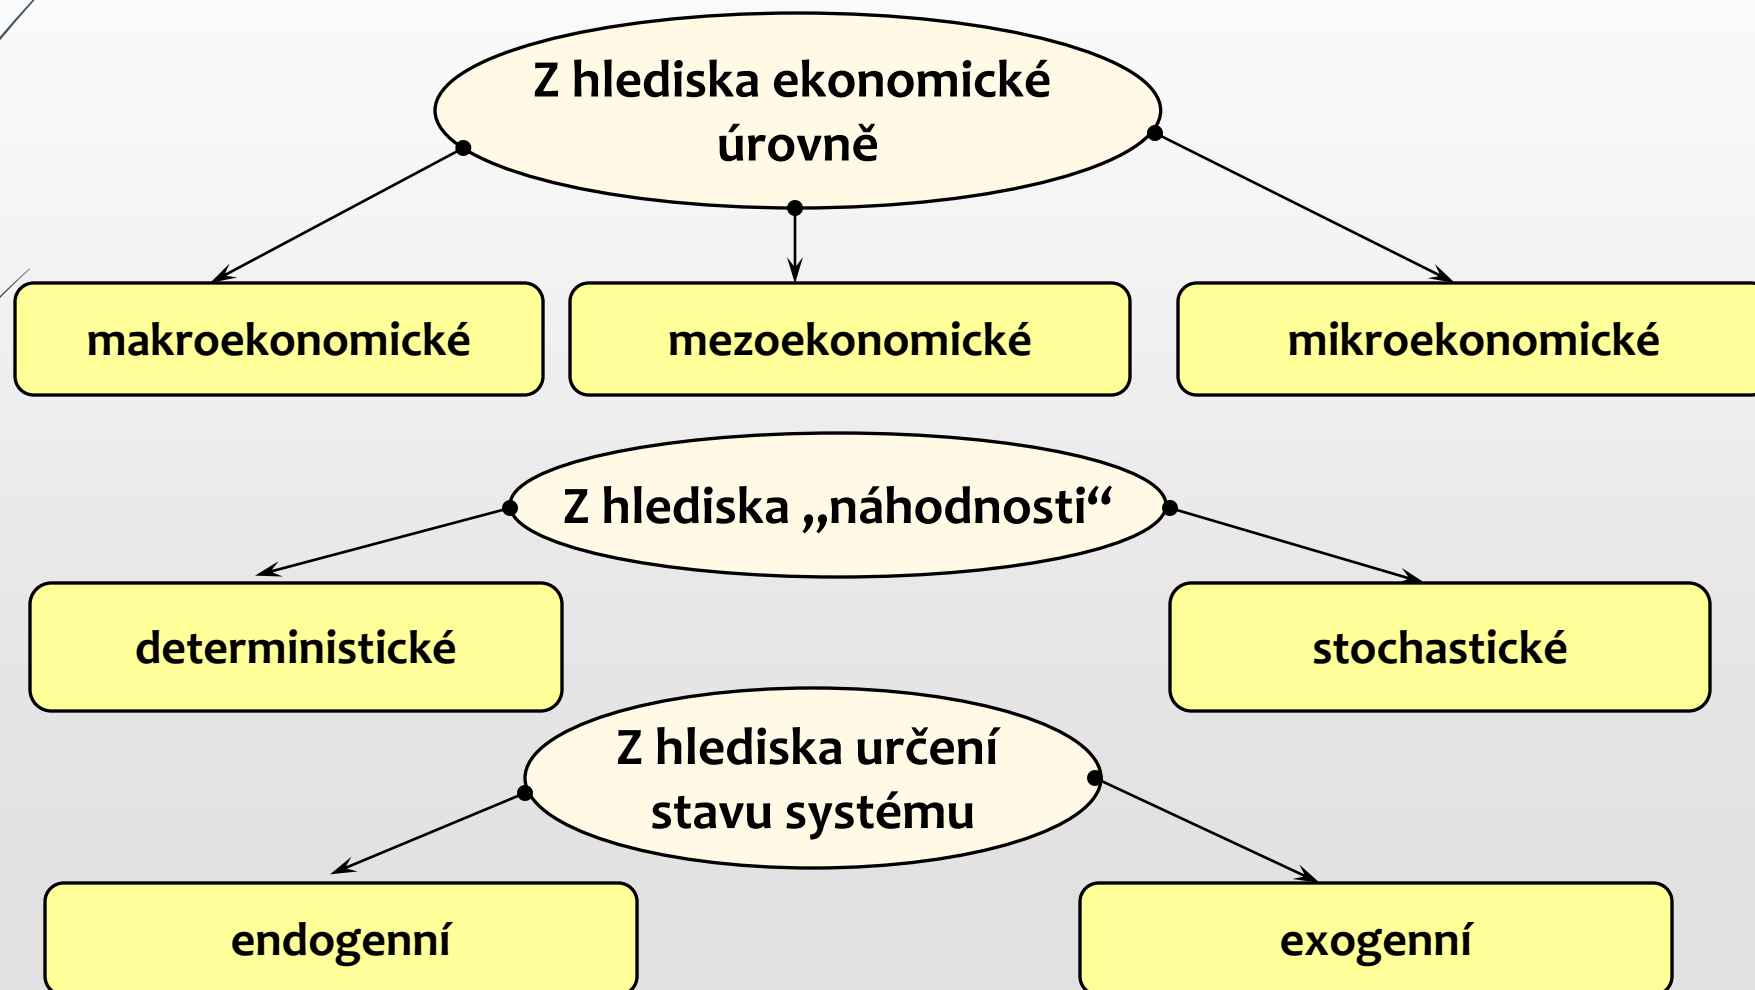 Z hlediska ekonomické
úrovně
makroekonomické
mezoekonomické
mikroekonomické
Z hlediska „náhodnosti“
deterministické
stochastické
Z hlediska určení
stavu systému
endogenní
exogenní